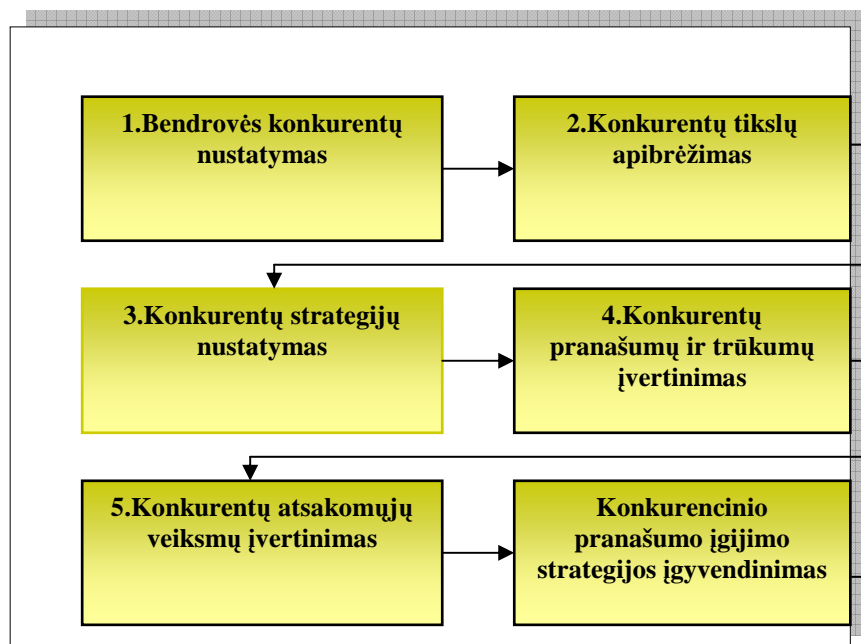 1.Bendrovės konkurentų
nustatymas
2.Konkurentų tikslų
apibrėžimas
3.Konkurentų strategijų
nustatymas
4.Konkurentų
pranašumų ir trūkumų
įvertinimas
5.Konkurentų atsakomųjų
veiksmų įvertinimas
Konkurencinio
pranašumo įgijimo
strategijos įgyvendinimas